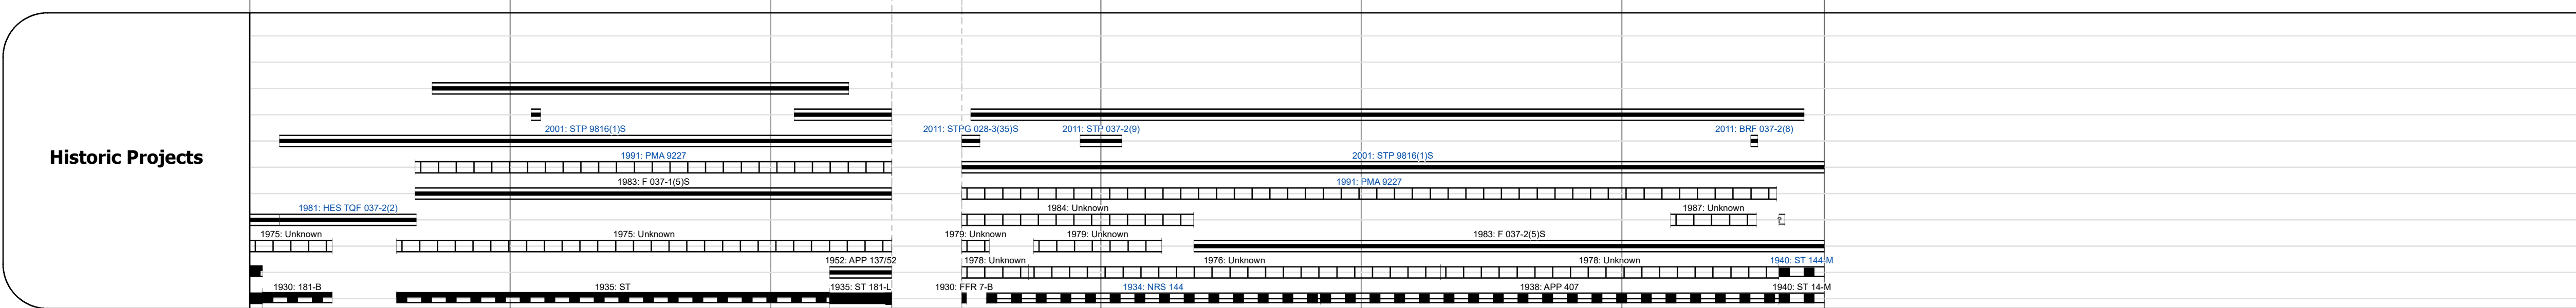 2001: STP 9816(1)S
2011: STPG 028-3(35)S
2011: STP 037-2(9)
2011: BRF 037-2(8)
Historic Projects
1991: PMA 9227
2001: STP 9816(1)S
1983: F 037-1(5)S
1991: PMA 9227
1981: HES TQF 037-2(2)
1984: Unknown
1987: Unknown
?
1975: Unknown
1975: Unknown
1979: Unknown
1979: Unknown
1983: F 037-2(5)S
1952: APP 137/52
1978: Unknown
1976: Unknown
1978: Unknown
1940: ST 144-M
1930: 181-B
1935: ST
1935: ST 181-L
1930: FFR 7-B
1934: NRS 144
1938: APP 407
1940: ST 14-M